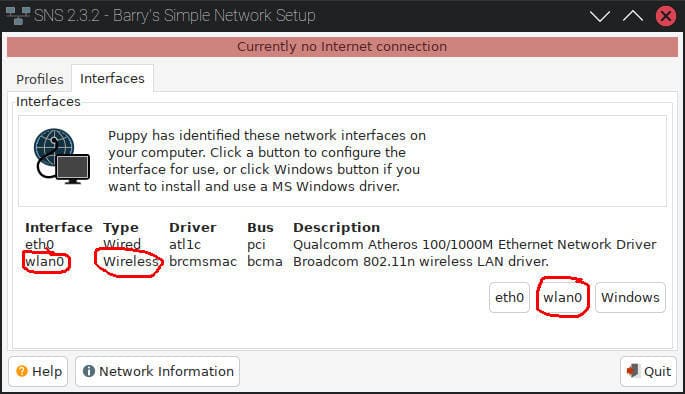 SNS 2.3.2 - Barry's Simple Network Setup
Currently no Internet connection
Profiles Interfaces
Interfaces
Puppy has identified these network interfaces on
your computer. Click a button to configure the
interface for use, or click Windows button if you
want to install and use a MS Windows driver.
Interface Type Driver Bus Description
eth0 Wired atl1c pci Qualcomm Atheros 100/1000M Ethernet Network Driver
wlan0 Wireless brcmsmac bcma Broadcom 802.11n wireless LAN driver.
eth0 wlan0 Windows
Help Network Information Quit